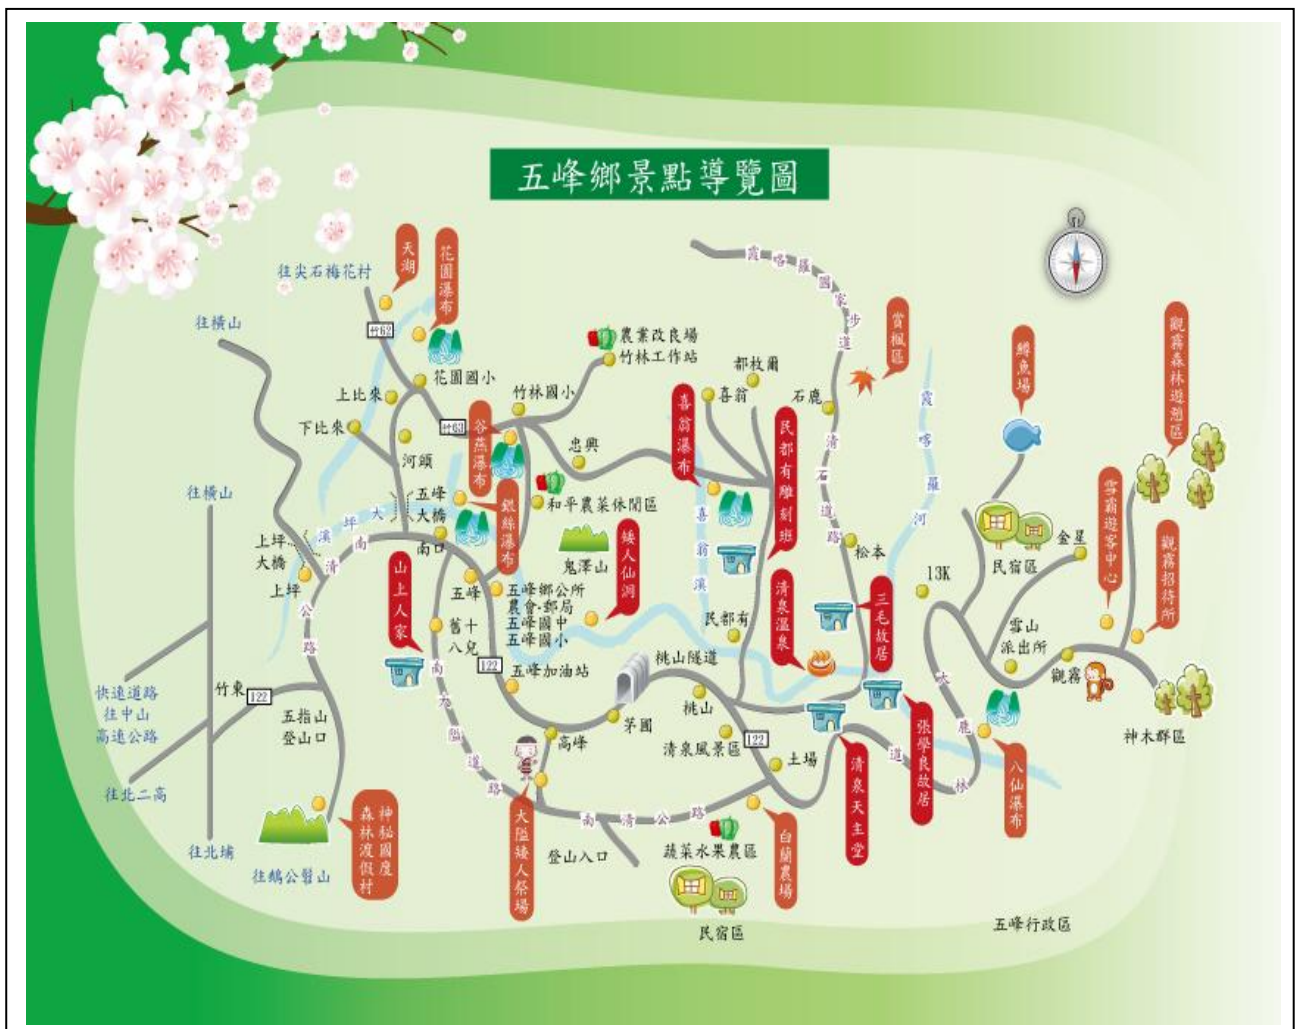 五峰鄉景點導覽圖
天湖
花園瀑布
往尖石梅花村
往橫山
竹62
霞喀羅國家步道
賞楓區
觀霧森林遊憩區
鱒魚場
農業改良場
竹林工作站
都敉爾
花園國小
上比來
竹林國小
喜翁
石鹿
喜翁瀑布
民都有雕刻班
霞喀羅河
下比來
竹63
谷燕瀑布
忠興
清石道路
河頭
往橫山
五峰
大橋
銀絲瀑布
和平農菜休閒區
雪霸遊客中心
觀霧招待所
上坪
大橋
上坪
大坪溪
南清公路
南口
鬼澤山
矮人仙洞
喜翁溪
松本
民宿區
金星
山上人家
五峰
五峰鄉公所
農會·郵局
五峰國中
五峰國小
清泉溫泉
三毛故居
13K
舊十
八兒
民都有
雪山
派出所
122
五峰加油站
桃山隧道
觀霧
快速道路
往中山
高速公路
竹東
122
五指山
登山口
南大隘道路
桃山
茅圃
高峰
清泉風景區
122
土場
張學良故居
大鹿林道
神木群區
八仙瀑布
往北二高
清泉天主堂
神秘國度
森林渡假村
大隘矮人祭場
南清公路
白蘭農場
往北埔
往鵝公髻山
登山入口
蔬菜水果農區
民宿區
五峰行政區